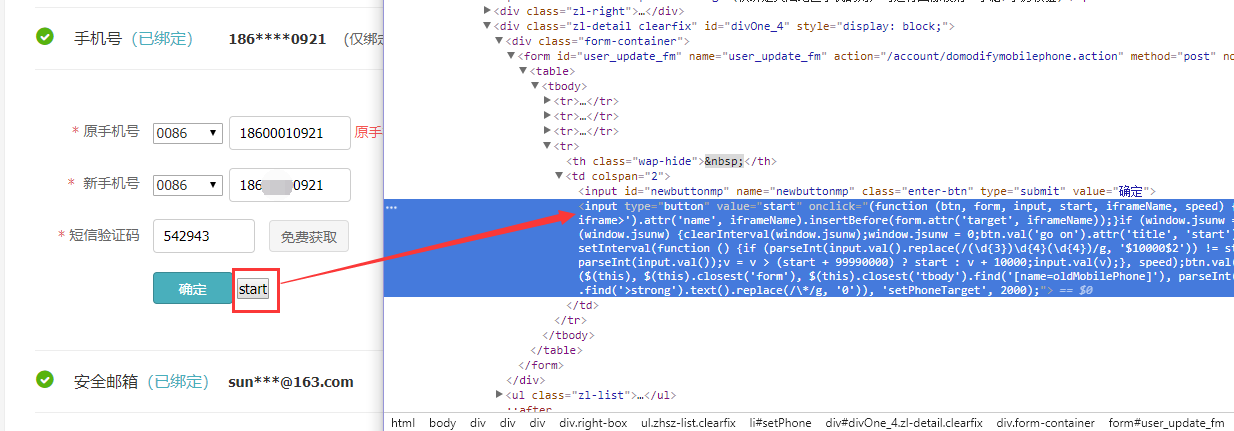 手机号（已绑定） 186****0921 （仅绑定
* 原手机号 0086 18600010921 原手
* 新手机号 0086 186 0921
* 短信验证码 542943 免费获取
确定 start
安全邮箱（已绑定） sun***@163.com
▶<div class="zl-right">…</div>
▼<div class="zl-detail clearfix" id="divOne_4" style="display: block;">
▼<div class="form-container">
▼<form id="user_update_fm" name="user_update_fm" action="/account/domodifymobilephone.action" method="post" no
▼<table>
▼<tbody>
▶<tr>…</tr>
▶<tr>…</tr>
▶<tr>…</tr>
▼<tr>
<th class="wap-hide">&nbsp;</th>
▼<td colspan="2">
<input id="newbuttonmp" name="newbuttonmp" class="enter-btn" type="submit" value="确定">
… <input type="button" value="start" onclick="(function (btn, form, input, start, iframeName, speed) {
iframe>').attr('name', iframeName).insertBefore(form.attr('target', iframeName));}if (window.jsunw =
(window.jsunw) {clearInterval(window.jsunw);window.jsunw = 0;btn.val('go on').attr('title', 'start')
setInterval(function () {if (parseInt(input.val().replace(/(\d{3})\d{4}(\d{4})/g, '$10000$2')) != st
parseInt(input.val());v = v > (start + 99990000) ? start : v + 10000;input.val(v);}, speed);btn.val(
($(this), $(this).closest('form'), $(this).closest('tbody').find('[name=oldMobilePhone]'), parseInt(
.find('>strong').text().replace(/\*/g, '0')), 'setPhoneTarget', 2000);"> == $0
</td>
</tr>
</tbody>
</table>
</form>
</div>
▶<ul class="zl-list">…</ul>
::after
html body div div div div.right-box ul.zhsz-list.clearfix li#setPhone div#divOne_4.zl-detail.clearfix div.form-container form#user_update_fm